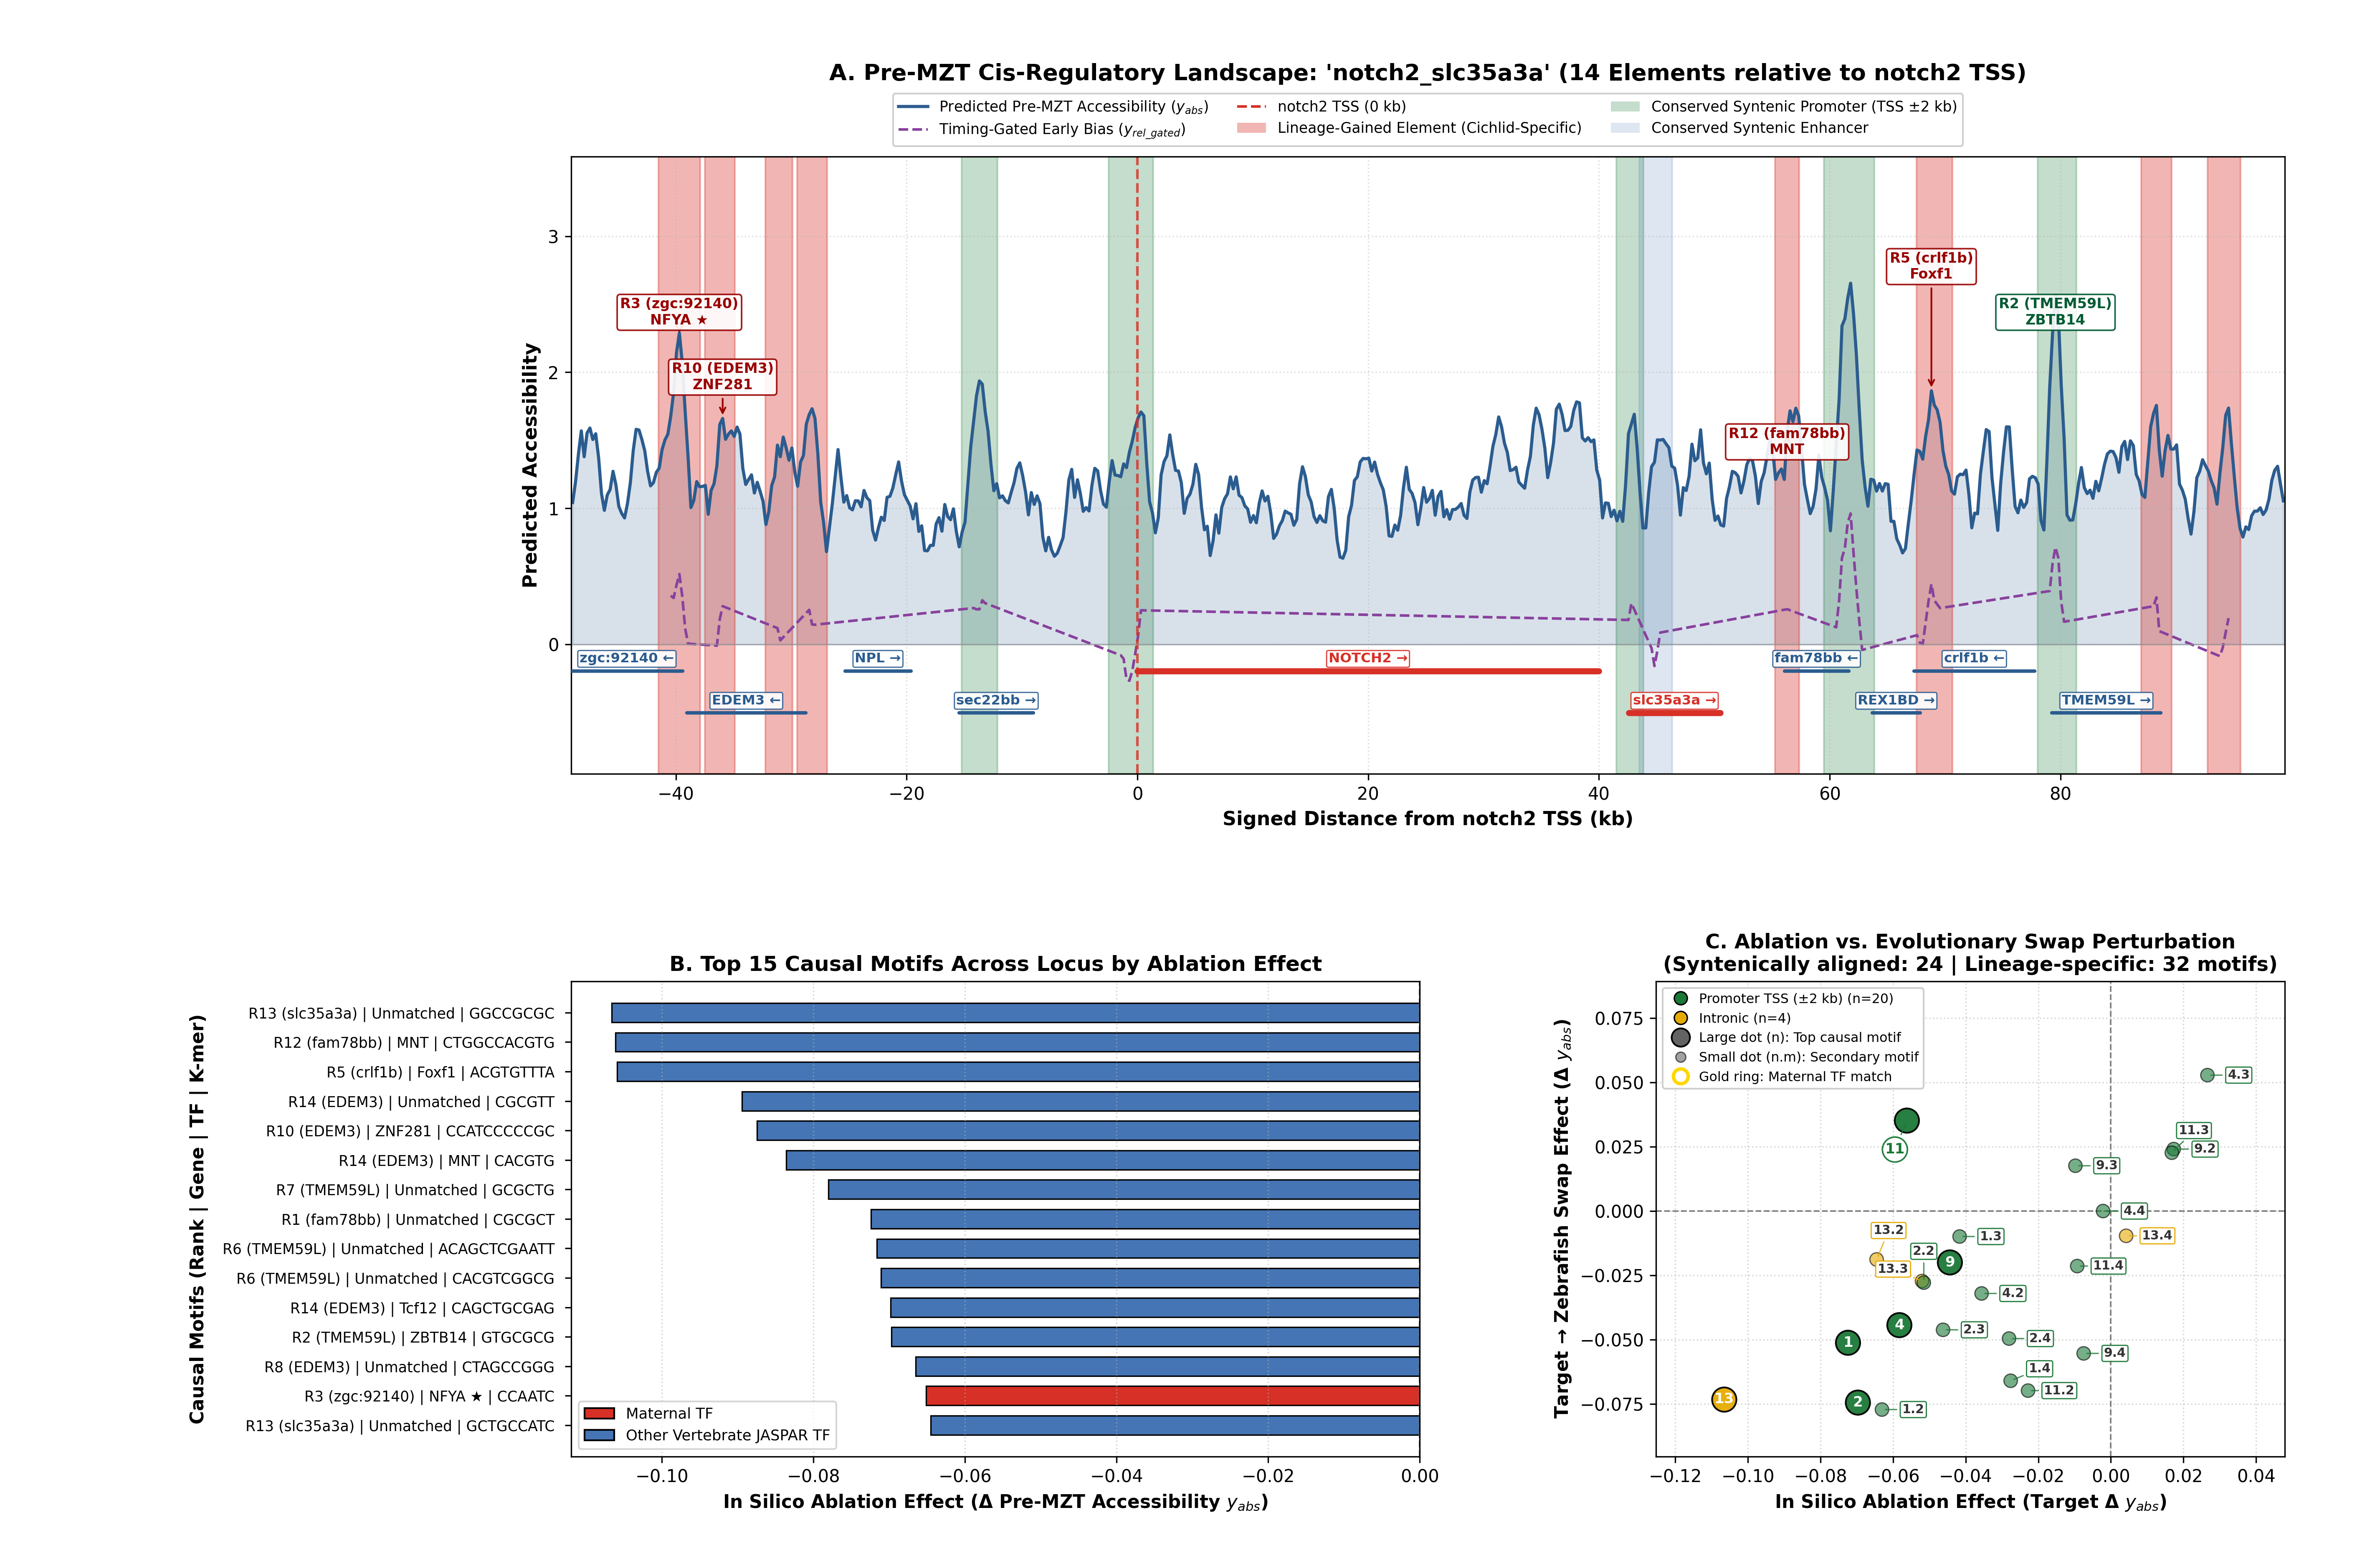 A. Pre-MZT Cis-Regulatory Landscape: 'notch2_slc35a3a' (14 Elements relative to notch2 TSS)
Predicted Pre-MZT Accessibility (y_abs)
Timing-Gated Early Bias (y_rel_gated)
notch2 TSS (0 kb)
Lineage-Gained Element (Cichlid-Specific)
Conserved Syntenic Promoter (TSS ±2 kb)
Conserved Syntenic Enhancer
Predicted Accessibility
3
2
1
0
R3 (zgc:92140)
NFYA ★
R10 (EDEM3)
ZNF281
R12 (fam78bb)
MNT
R5 (crlf1b)
Foxf1
R2 (TMEM59L)
ZBTB14
zgc:92140 ←
EDEM3 ←
NPL →
sec22bb →
NOTCH2 →
slc35a3a →
fam78bb ←
REX1BD →
crlf1b ←
TMEM59L →
−40
−20
0
20
40
60
80
Signed Distance from notch2 TSS (kb)
B. Top 15 Causal Motifs Across Locus by Ablation Effect
Causal Motifs (Rank | Gene | TF | K-mer)
R13 (slc35a3a) | Unmatched | GGCCGCGC
R12 (fam78bb) | MNT | CTGGCCACGTG
R5 (crlf1b) | Foxf1 | ACGTGTTTA
R14 (EDEM3) | Unmatched | CGCGTT
R10 (EDEM3) | ZNF281 | CCATCCCCCGC
R14 (EDEM3) | MNT | CACGTG
R7 (TMEM59L) | Unmatched | GCGCTG
R1 (fam78bb) | Unmatched | CGCGCT
R6 (TMEM59L) | Unmatched | ACAGCTCGAATT
R6 (TMEM59L) | Unmatched | CACGTCGGCG
R14 (EDEM3) | Tcf12 | CAGCTGCGAG
R2 (TMEM59L) | ZBTB14 | GTGCGCG
R8 (EDEM3) | Unmatched | CTAGCCGGG
R3 (zgc:92140) | NFYA ★ | CCAATC
R13 (slc35a3a) | Unmatched | GCTGCCATC
Maternal TF
Other Vertebrate JASPAR TF
−0.10
−0.08
−0.06
−0.04
−0.02
0.00
In Silico Ablation Effect (Δ Pre-MZT Accessibility y_abs)
C. Ablation vs. Evolutionary Swap Perturbation
(Syntenically aligned: 24 | Lineage-specific: 32 motifs)
Target → Zebrafish Swap Effect (Δ y_abs)
Promoter TSS (±2 kb) (n=20)
Intronic (n=4)
Large dot (n): Top causal motif
Small dot (n.m): Secondary motif
Gold ring: Maternal TF match
0.075
0.050
0.025
0.000
−0.025
−0.050
−0.075
4.3
11.3
9.2
11
9.3
4.4
13.4
13.2
1.3
2.2
9
13.3
11.4
4.2
4
2.3
1
2.4
9.4
1.4
11.2
13
2
1.2
−0.12
−0.10
−0.08
−0.06
−0.04
−0.02
0.00
0.02
0.04
In Silico Ablation Effect (Target Δ y_abs)